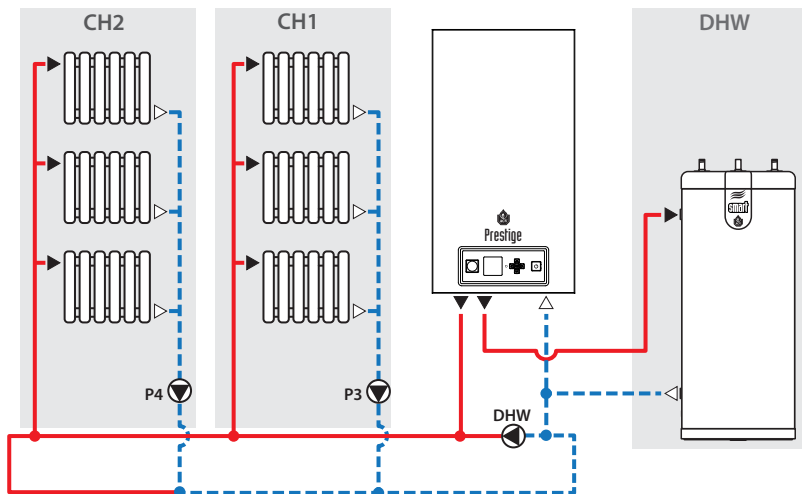 CH2
CH1
DHW
smart
Prestige
P4
P3
DHW